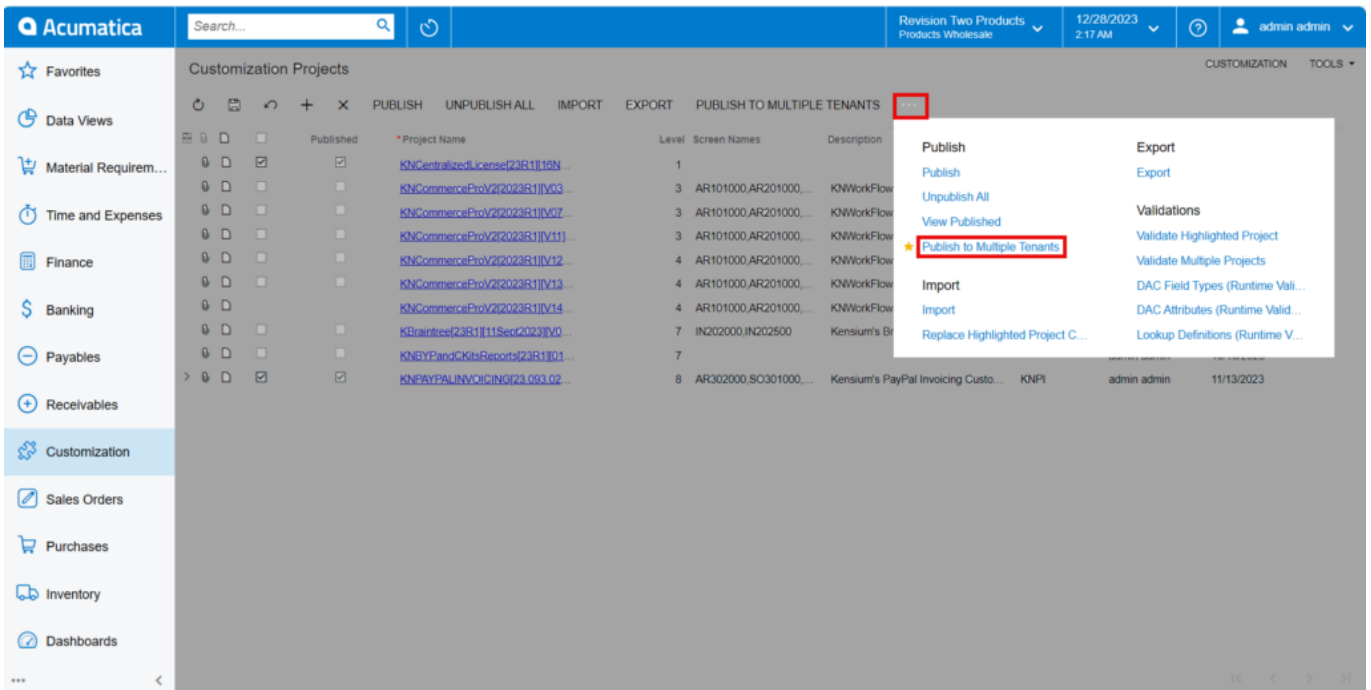 Acumatica
Search...
Revision Two Products
Products Wholesale
12/28/2023
2:17 AM
admin admin
Favorites
Data Views
Material Requirem...
Time and Expenses
Finance
Banking
Payables
Receivables
Customization
Sales Orders
Purchases
Inventory
Dashboards
Customization Projects
CUSTOMIZATION TOOLS
PUBLISH UNPUBLISH ALL IMPORT EXPORT PUBLISH TO MULTIPLE TENANTS ...
Published *Project Name Level Screen Names Description
KNCentralizedLicense[23R1][16N... 1
KNCommerceProV2[2023R1][V03... 3 AR101000,AR201000,... KNWorkFlow
KNCommerceProV2[2023R1][V07... 3 AR101000,AR201000,... KNWorkFlow
KNCommerceProV2[2023R1][V11]... 3 AR101000,AR201000,... KNWorkFlow
KNCommerceProV2[2023R1][V12... 4 AR101000,AR201000,... KNWorkFlow
KNCommerceProV2[2023R1][V13... 4 AR101000,AR201000,... KNWorkFlow
KNCommerceProV2[2023R1][V14... 4 AR101000,AR201000,... KNWorkFlow
KBraintree[23R1][11Sept2023][V0... 7 IN202000,IN202500 Kensium's Br
KNBYPandCKitsReports[23R1][01... 7
KNPAYPALINVOICING[23.093.02... 8 AR302000,SO301000,... Kensium's PayPal Invoicing Custo... KNPI admin admin 11/13/2023
Publish
Publish
Unpublish All
View Published
Publish to Multiple Tenants
Import
Import
Replace Highlighted Project C...
Export
Export
Validations
Validate Highlighted Project
Validate Multiple Projects
DAC Field Types (Runtime Vali...
DAC Attributes (Runtime Valid...
Lookup Definitions (Runtime V...